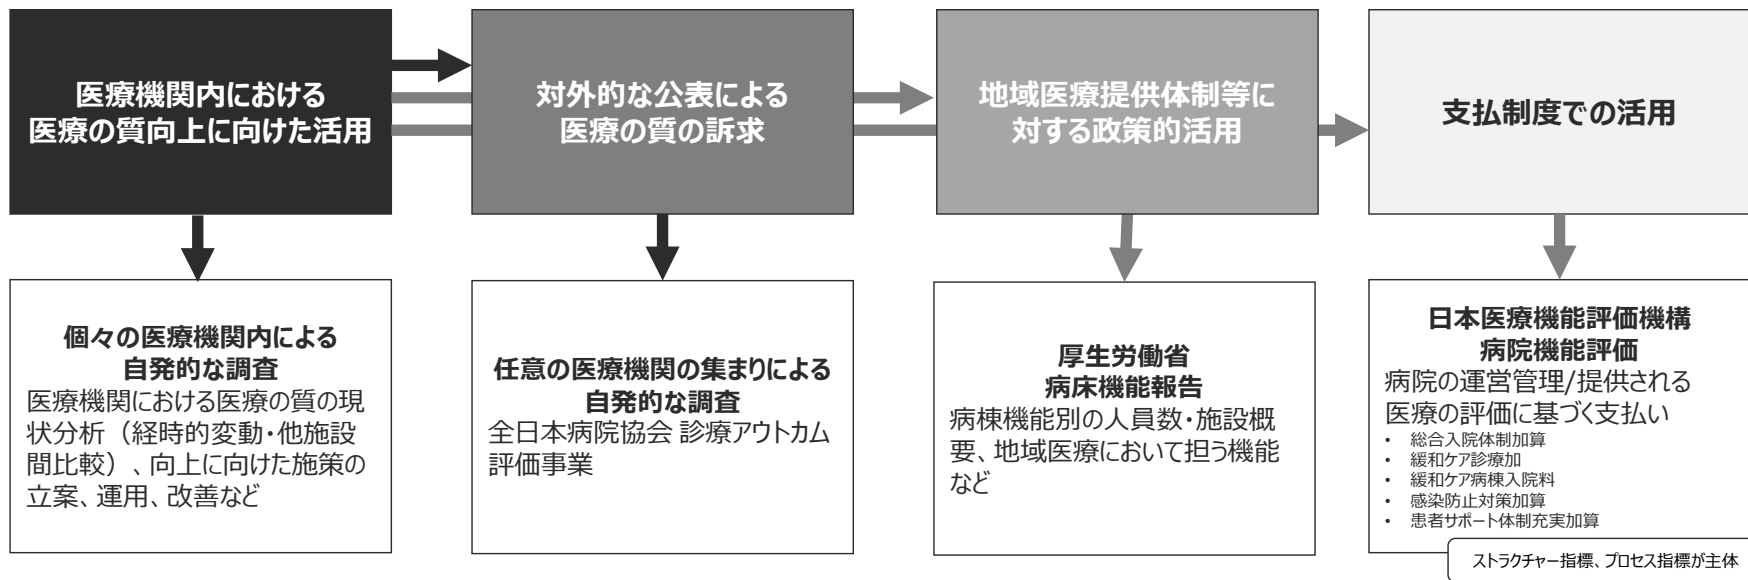 医療機関内における
医療の質向上に向けた活用
対外的な公表による
医療の質の訴求
地域医療提供体制等に
対する政策的活用
支払制度での活用
個々の医療機関内による
自発的な調査
医療機関における医療の質の現
状分析（経時的変動・他施設
間比較）、向上に向けた施策の
立案、運用、改善など
任意の医療機関の集まりによる
自発的な調査
全日本病院協会 診療アウトカム
評価事業
厚生労働省
病床機能報告
病棟機能別の人員数・施設概
要、地域医療において担う機能
など
日本医療機能評価機構
病院機能評価
病院の運営管理/提供される
医療の評価に基づく支払い
• 総合入院体制加算
• 緩和ケア診療加
• 緩和ケア病棟入院料
• 感染防止対策加算
• 患者サポート体制充実加算
ストラクチャー指標、プロセス指標が主体